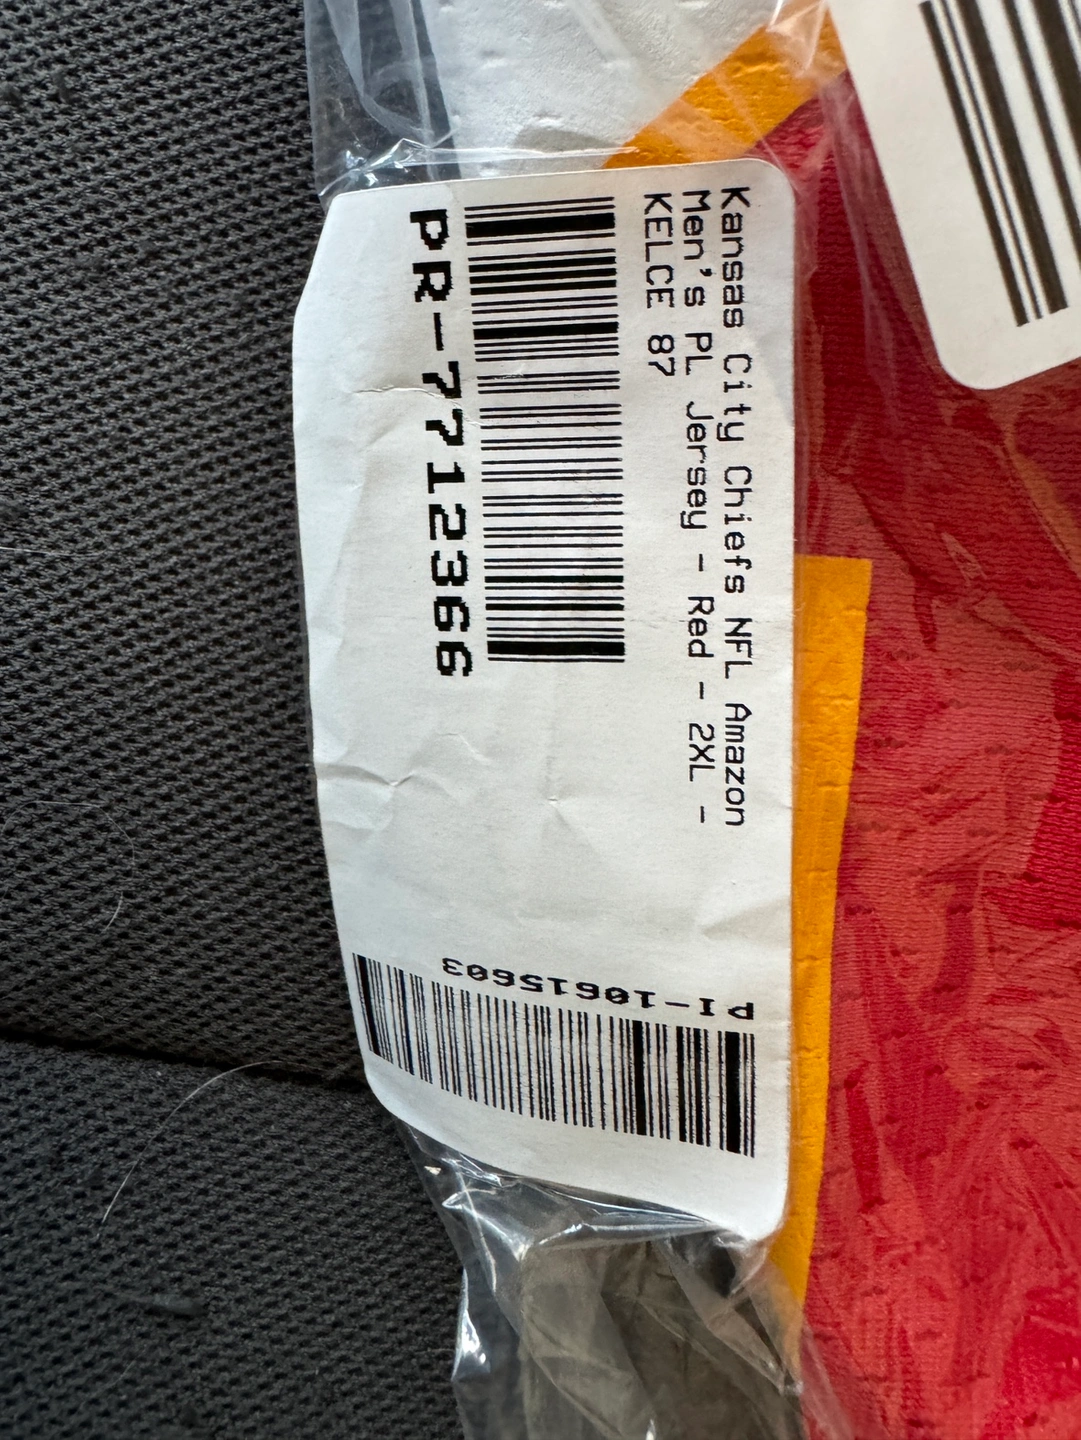 Kansas City Chiefs NFL Amazon
Men's PL Jersey - Red - 2XL -
KELCE 87
PR-7712366
PI-10615603